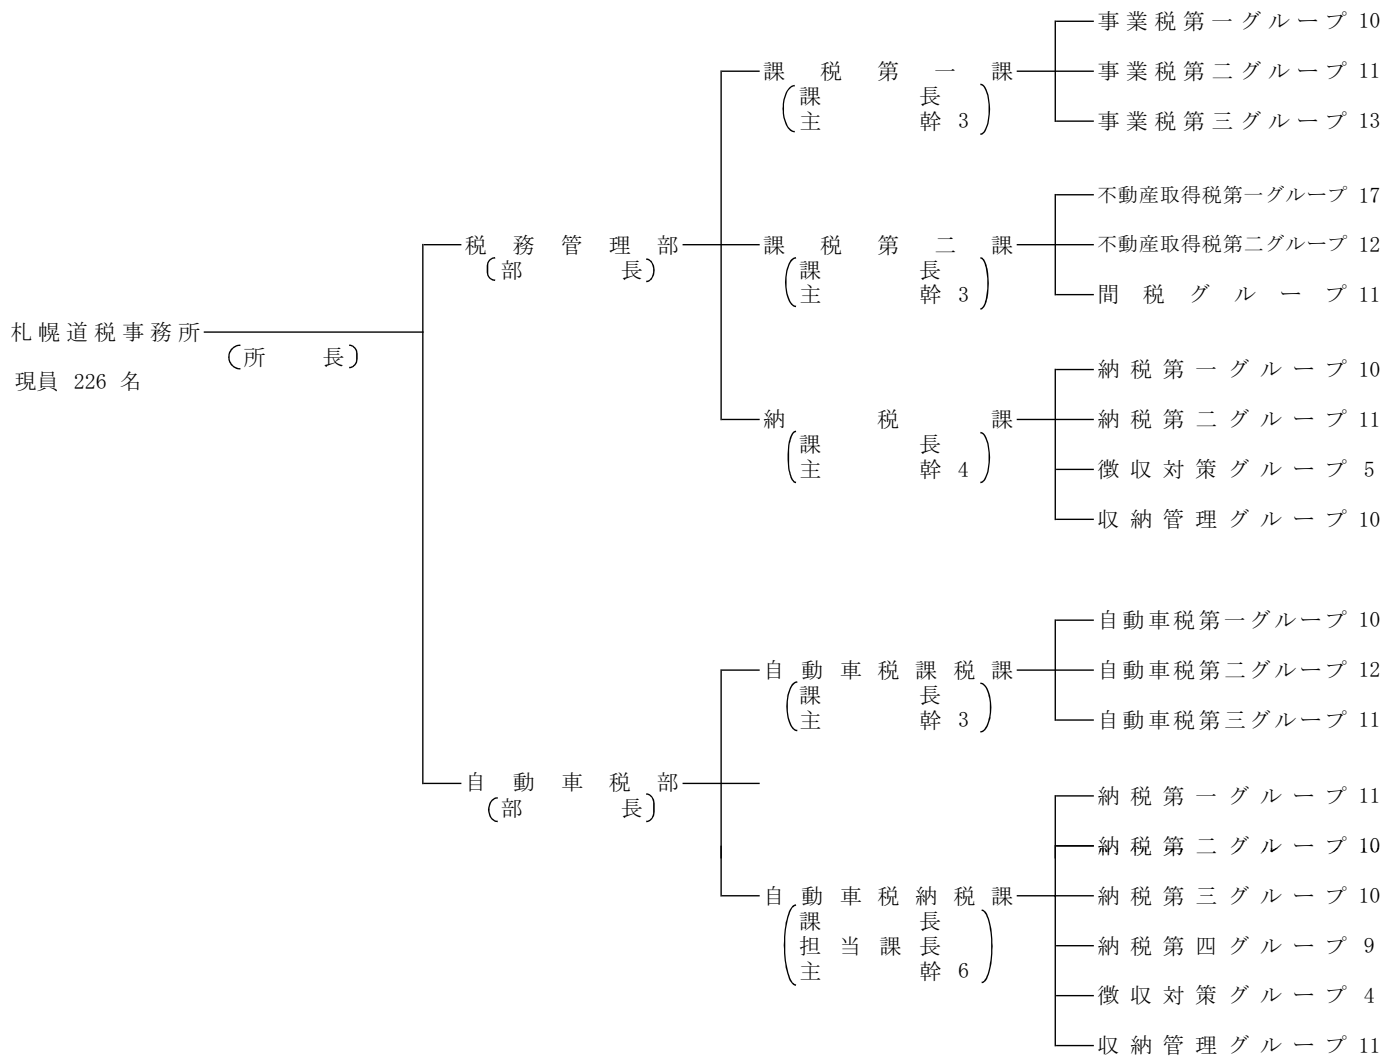 札幌道税事務所
(所長)
現員 226 名
税務管理部
(部長)
課税第一課
(課長
主幹 3)
事業税第一グループ 10
事業税第二グループ 11
事業税第三グループ 13
課税第二課
(課長
主幹 3)
不動産取得税第一グループ 17
不動産取得税第二グループ 12
間税グループ 11
納税課
(課長
主幹 4)
納税第一グループ 10
納税第二グループ 11
徴収対策グループ 5
収納管理グループ 10
自動車税部
(部長)
自動車税課税課
(課長
主幹 3)
自動車税第一グループ 10
自動車税第二グループ 12
自動車税第三グループ 11
自動車税納税課
(課長
担当課長
主幹 6)
納税第一グループ 11
納税第二グループ 10
納税第三グループ 10
納税第四グループ 9
徴収対策グループ 4
収納管理グループ 11